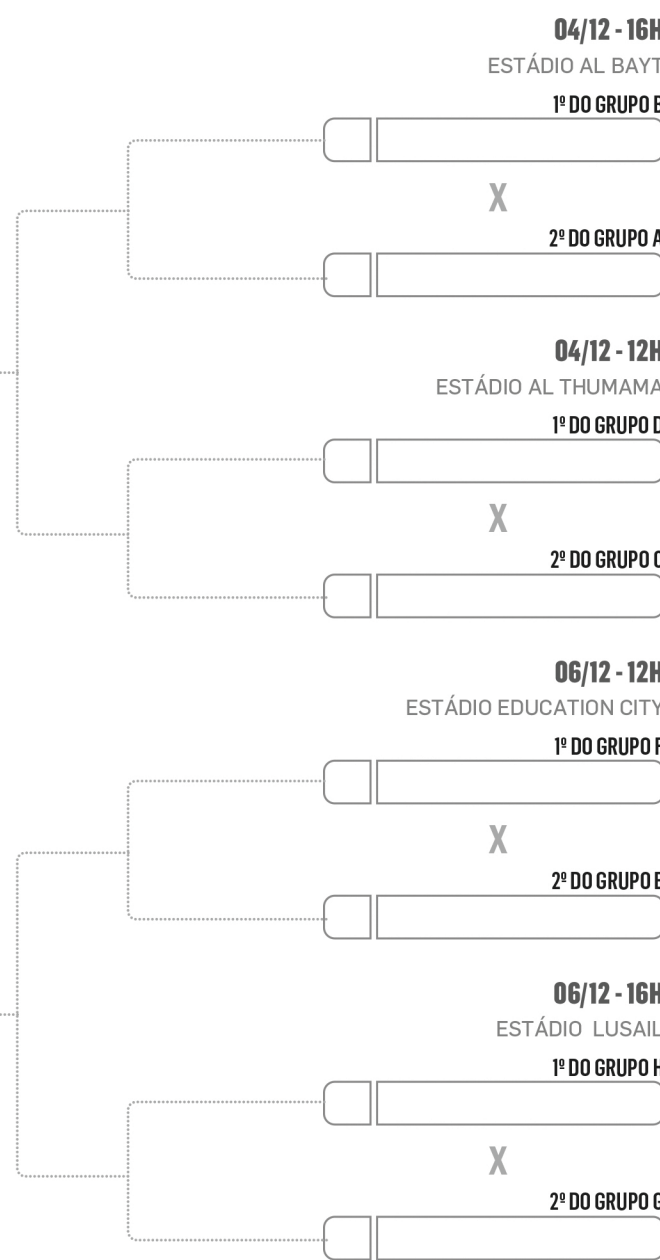 04/12 - 16H
ESTÁDIO AL BAYT
1º DO GRUPO B
X
2º DO GRUPO A
04/12 - 12H
ESTÁDIO AL THUMAMA
1º DO GRUPO D
X
2º DO GRUPO C
06/12 - 12H
ESTÁDIO EDUCATION CITY
1º DO GRUPO F
X
2º DO GRUPO E
06/12 - 16H
ESTÁDIO LUSAIL
1º DO GRUPO H
X
2º DO GRUPO G